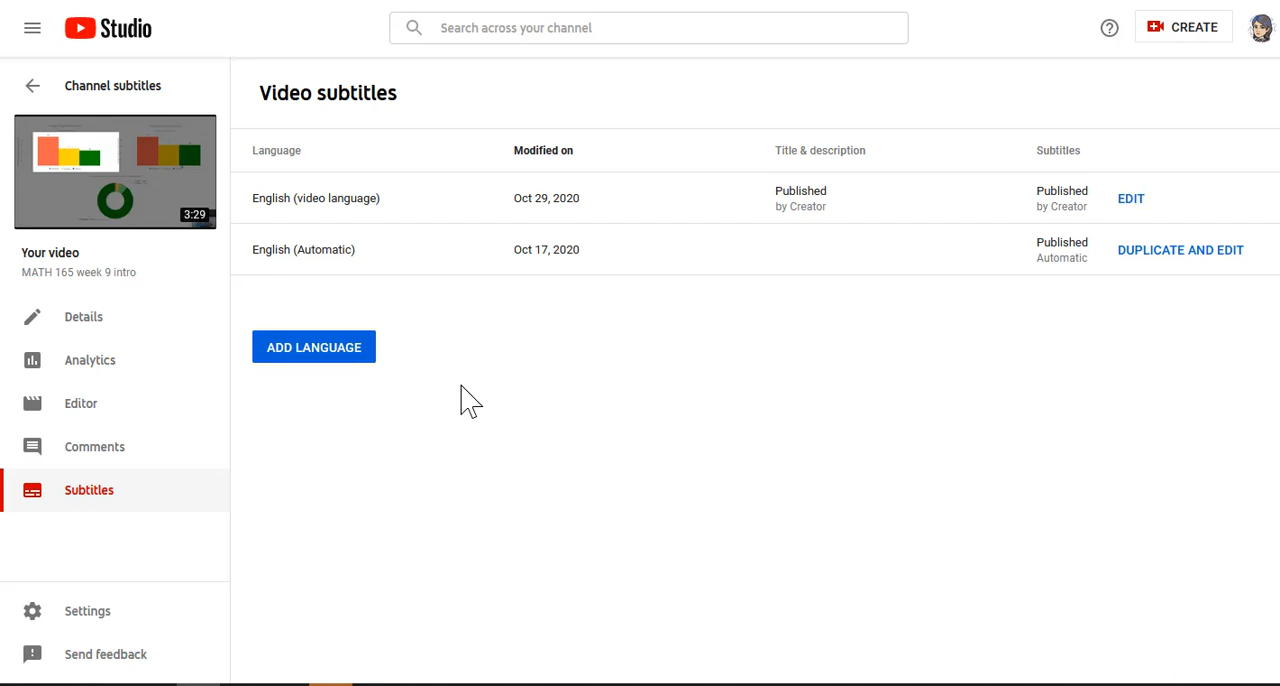 Studio
Search across your channel
CREATE
Channel subtitles
3:29
Your video
MATH 165 week 9 intro
Details
Analytics
Editor
Comments
Subtitles
Settings
Send feedback
Video subtitles
Language Modified on Title & description Subtitles
English (video language) Oct 29, 2020 Published by Creator Published by Creator EDIT
English (Automatic) Oct 17, 2020 Published Automatic DUPLICATE AND EDIT
ADD LANGUAGE